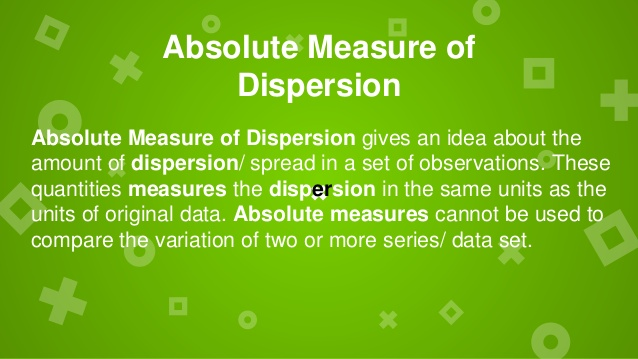 Absolute Measure of
Dispersion
Absolute Measure of Dispersion gives an idea about the
amount of dispersion/ spread in a set of observations. These
quantities measures the dispersion in the same units as the
units of original data. Absolute measures cannot be used to
compare the variation of two or more series/ data set.